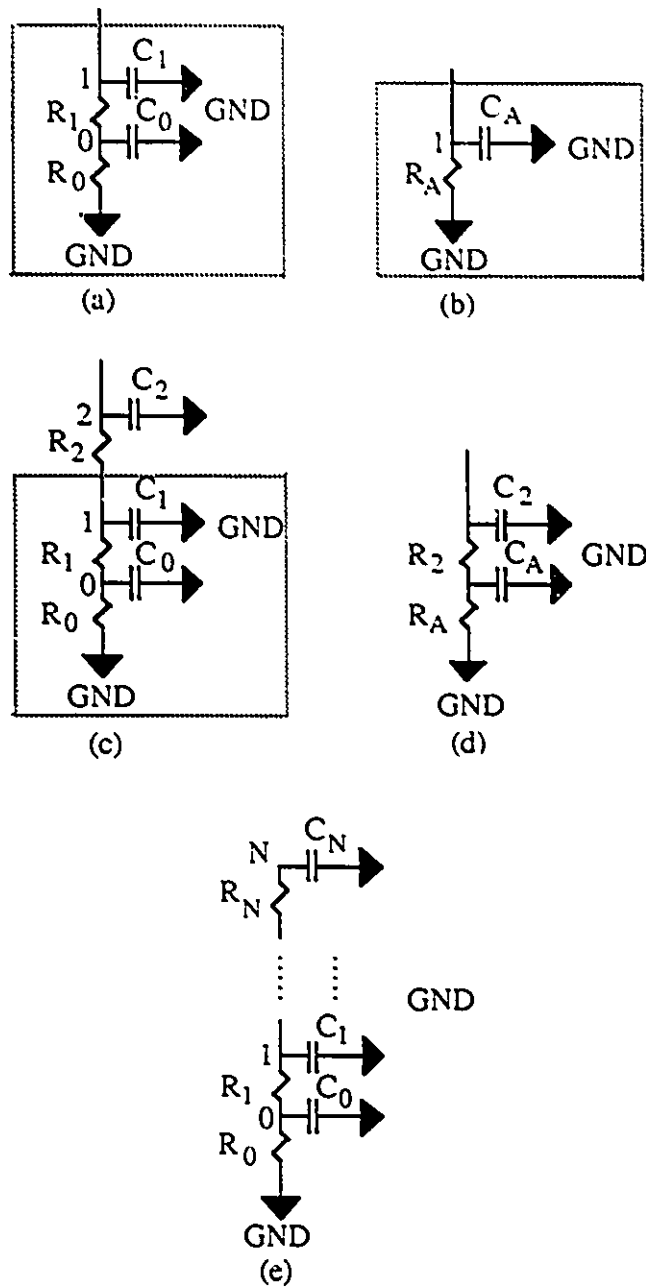 C1
1
GND
R1
C0
0
R0
GND
(a)
CA
1
GND
RA
GND
(b)
C2
2
R2
C1
1
GND
R1
C0
0
R0
GND
(c)
C2
R2
GND
CA
RA
GND
(d)
CN
N
RN
GND
C1
1
R1
C0
0
R0
GND
(e)